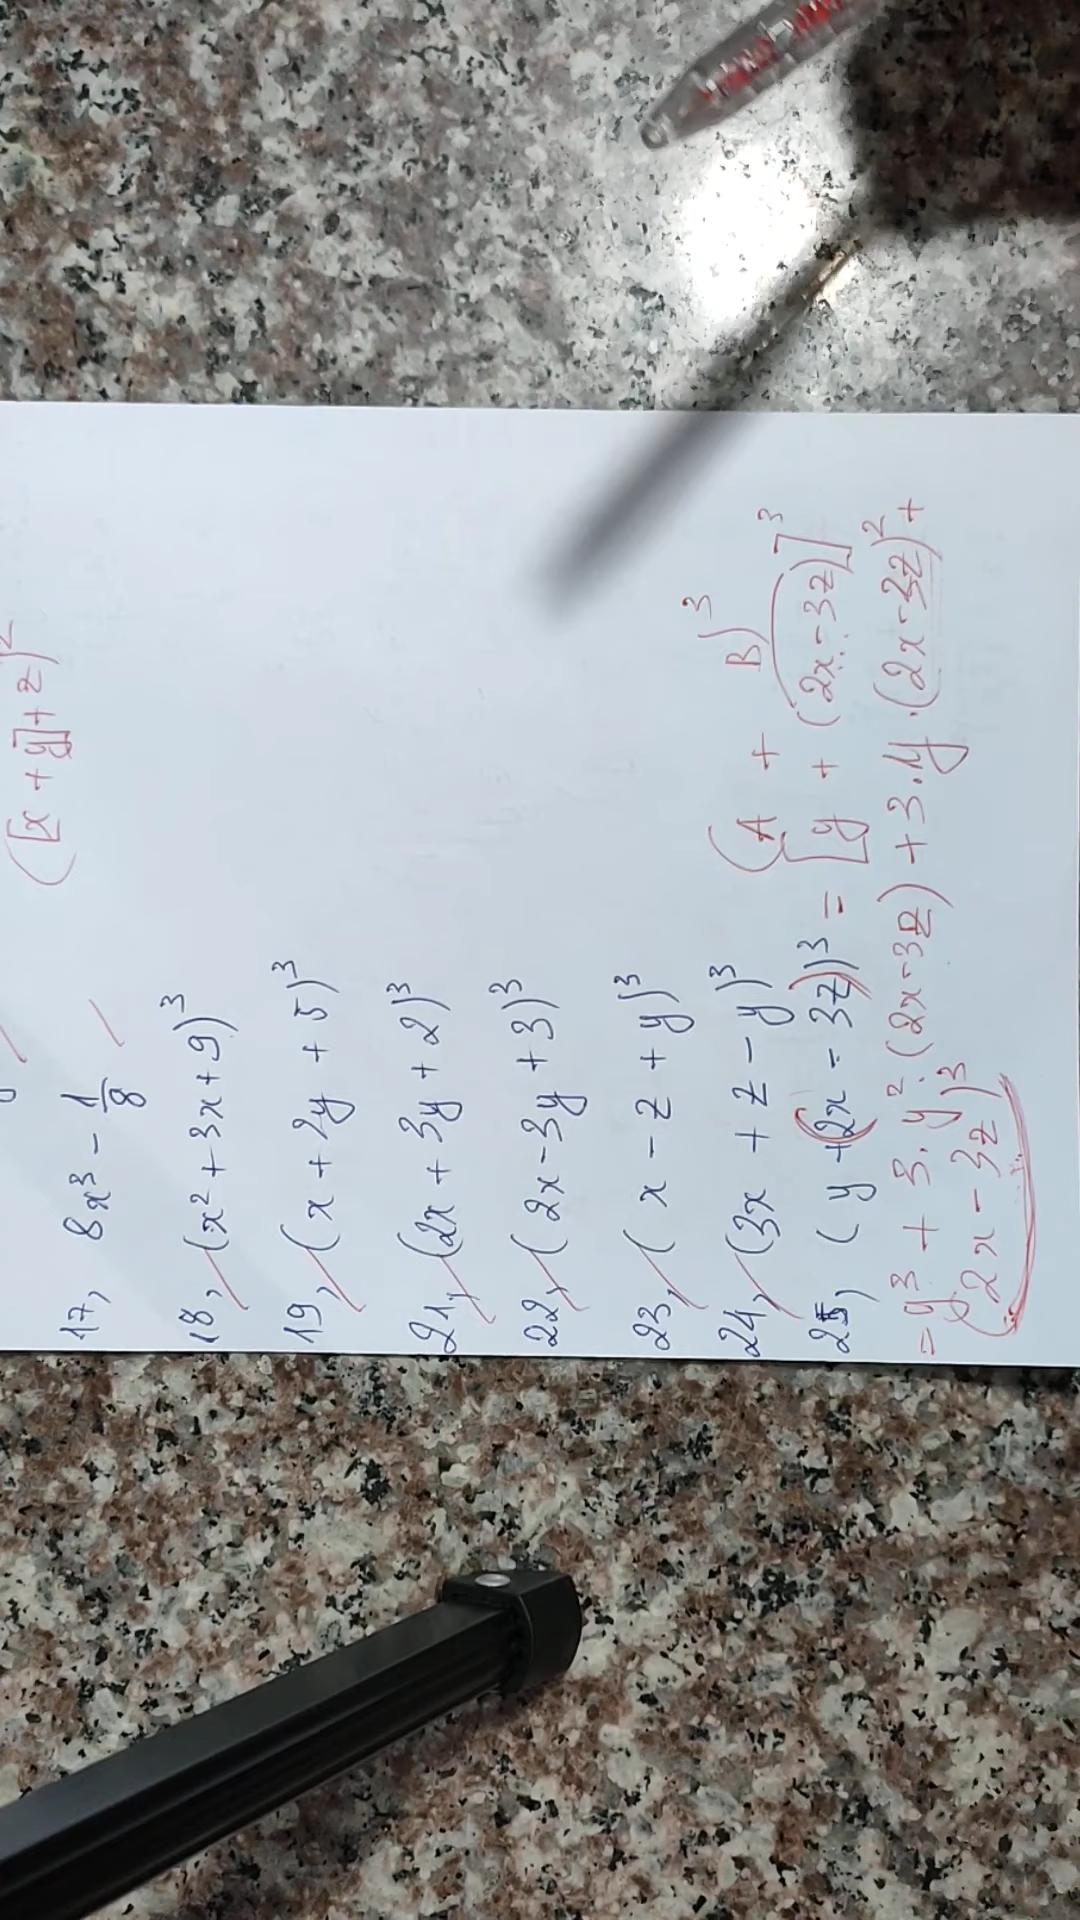 ([x + y] + z)²
17, 8x³ - 1/8
18, (x² + 3x + 9)³
19, (x + 2y + 5)³
21, (2x + 3y + 2)³
22, (2x - 3y + 3)³
23, (x - z + y)³
24, (3x + z - y)³
(A + B)³
25, (y + (2x - 3z))³ = [y + (2x - 3z)]³
= y³ + 3.y².(2x - 3z) + 3.y.(2x - 3z)² +
(2x - 3z)³